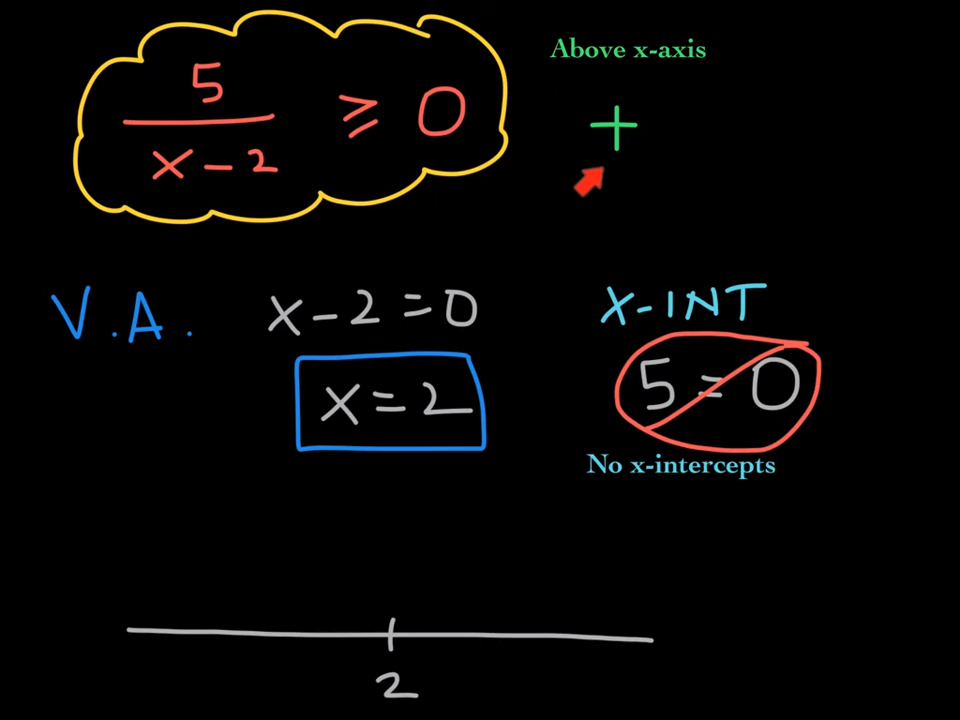 Above x-axis
5
x - 2
≥ 0
+
V.A.
x - 2 = 0
x = 2
X-INT
5 = 0
No x-intercepts
2